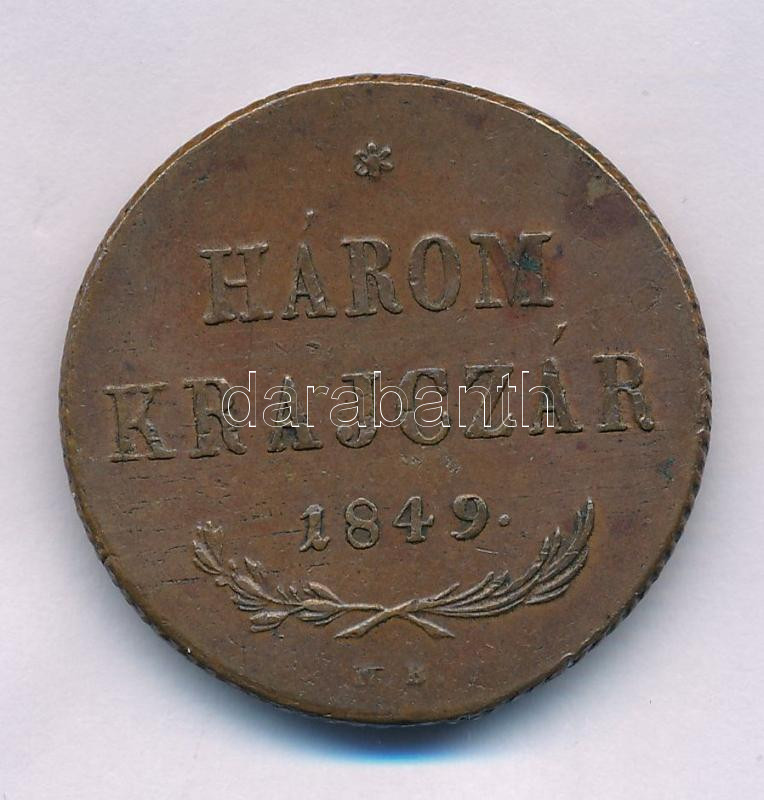 HÁROM
KRAJCZÁR
darabanth
1849.
N. B.